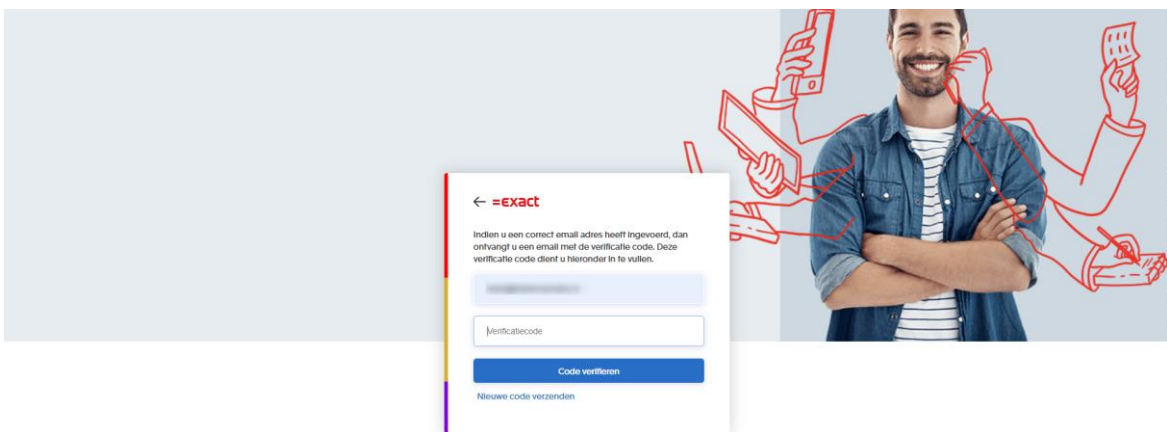 ← =exact
Indien u een correct email adres heeft ingevoerd, dan
ontvangt u een email met de verificatie code. Deze
verificatie code dient u hieronder in te vullen.
Verificatiecode
Code verifieren
Nieuwe code verzenden